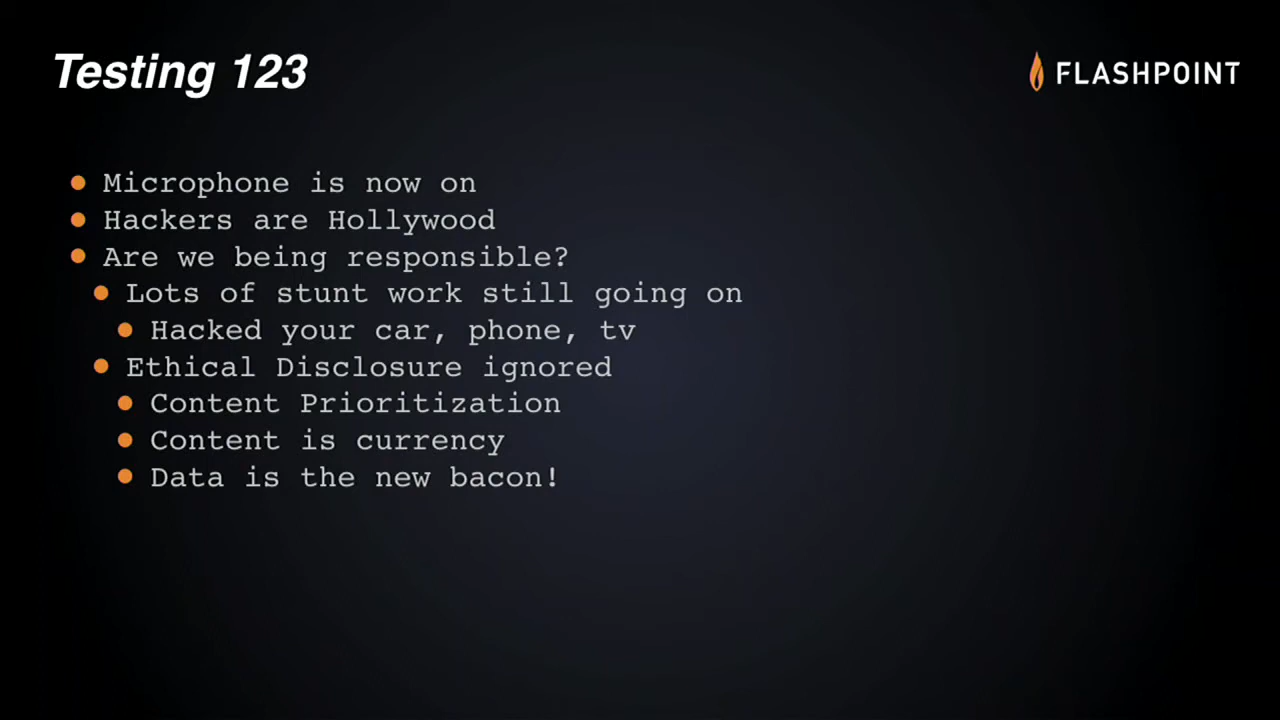 Testing 123
FLASHPOINT
Microphone is now on
Hackers are Hollywood
Are we being responsible?
Lots of stunt work still going on
Hacked your car, phone, tv
Ethical Disclosure ignored
Content Prioritization
Content is currency
Data is the new bacon!